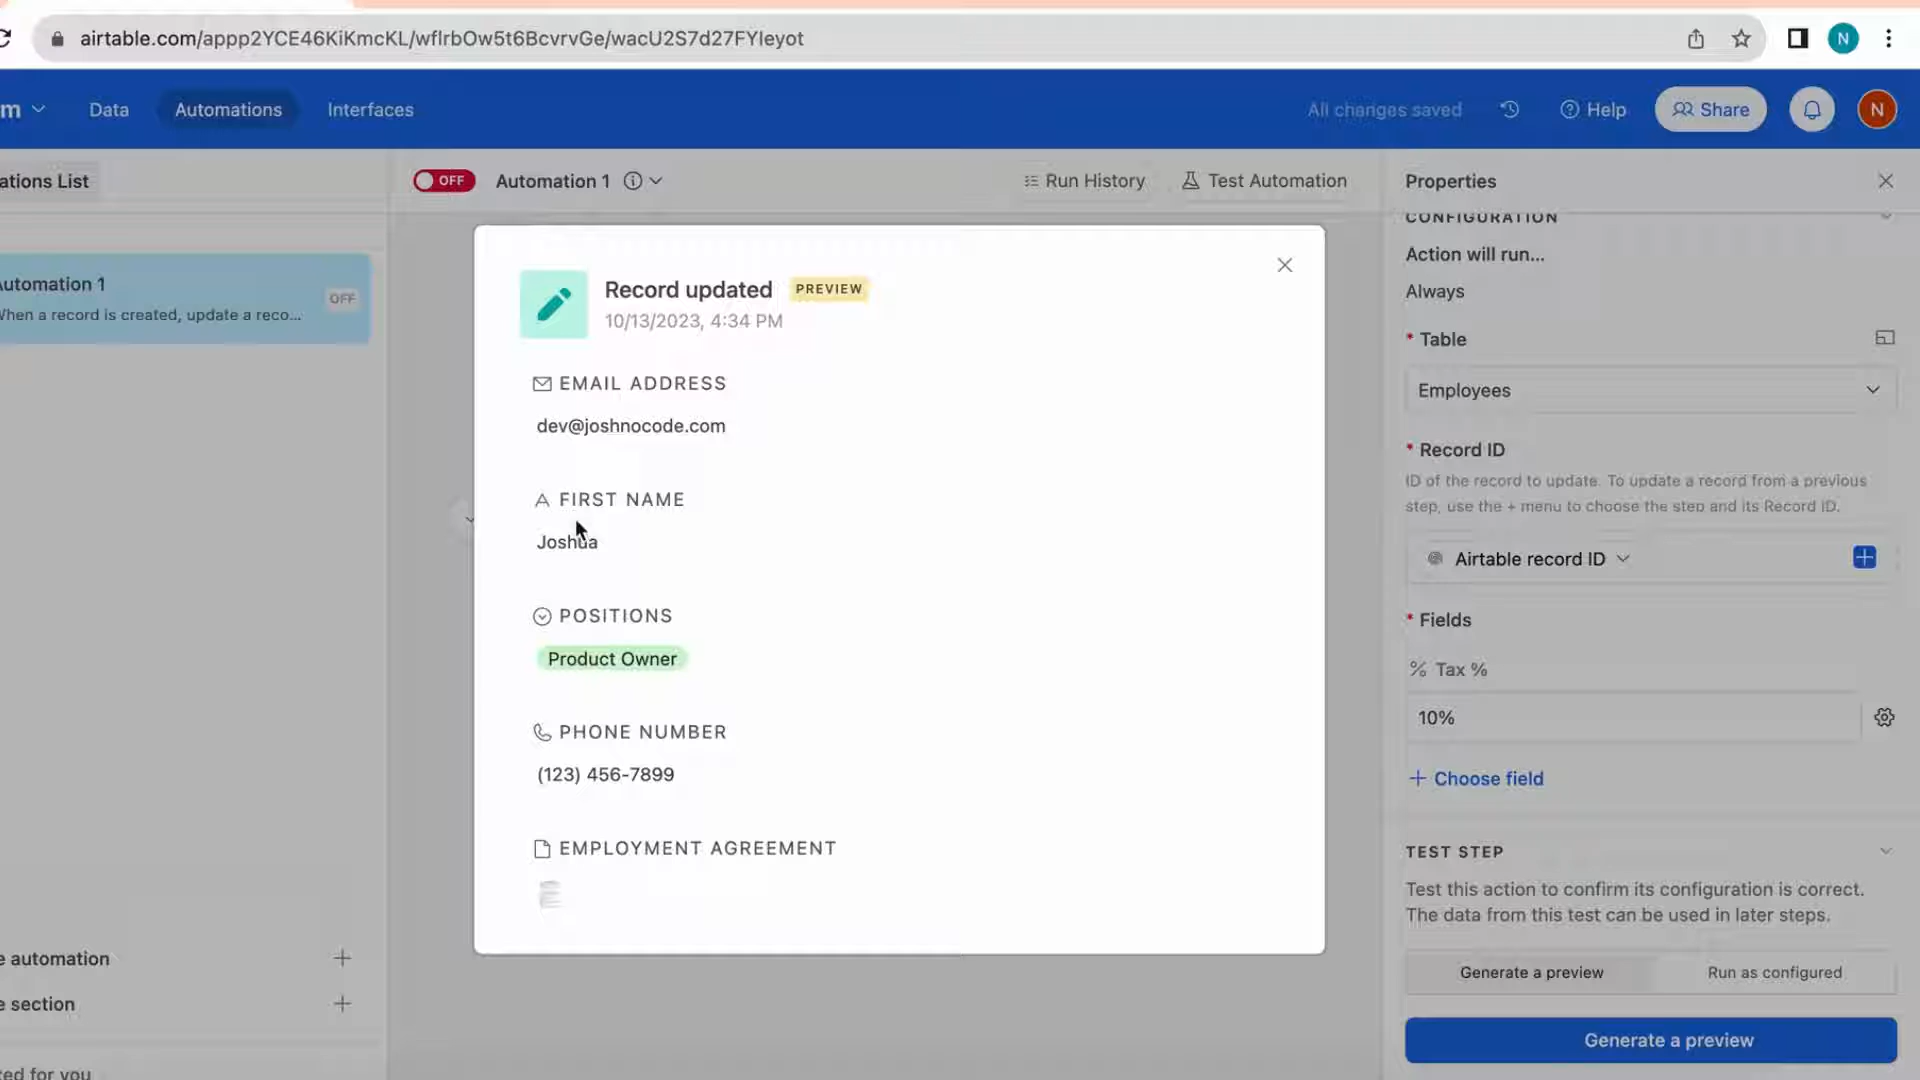 airtable.com/appp2YCE46KiKmcKL/wflrbOw5t6BcvrvGe/wacU2S7d27FYleyot
N
m
Data
Automations
Interfaces
All changes saved
Help
Share
N
ations List
OFF
Automation 1
Run History
Test Automation
Properties
Automation 1
When a record is created, update a reco...
OFF
Record updated
PREVIEW
10/13/2023, 4:34 PM
EMAIL ADDRESS
dev@joshnocode.com
FIRST NAME
Joshua
POSITIONS
Product Owner
PHONE NUMBER
(123) 456-7899
EMPLOYMENT AGREEMENT
CONFIGURATION
Action will run...
Always
* Table
Employees
* Record ID
ID of the record to update. To update a record from a previous
step, use the + menu to choose the step and its Record ID.
Airtable record ID
* Fields
% Tax %
10%
+ Choose field
TEST STEP
Test this action to confirm its configuration is correct.
The data from this test can be used in later steps.
Generate a preview
Run as configured
Generate a preview
e automation
e section
ted for you